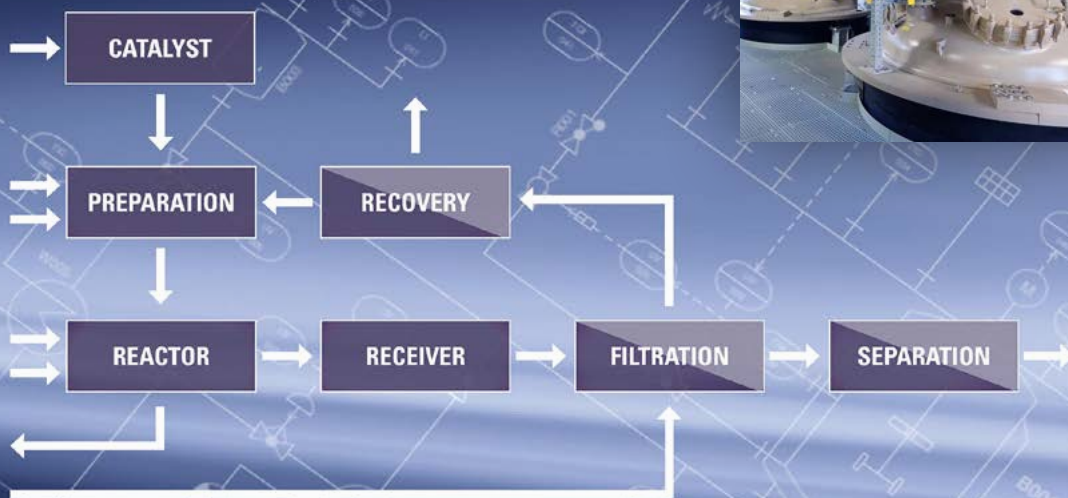 CATALYST
PREPARATION
RECOVERY
REACTOR
RECEIVER
FILTRATION
SEPARATION